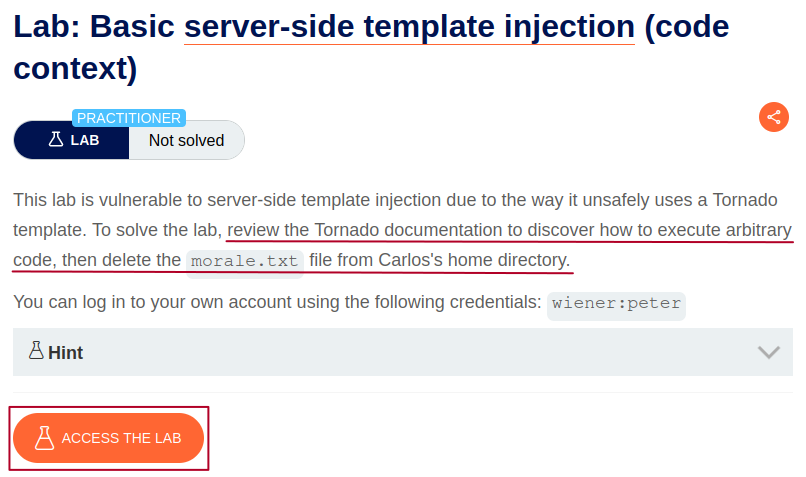 Lab: Basic server-side template injection (code
context)
PRACTITIONER
LAB
Not solved
This lab is vulnerable to server-side template injection due to the way it unsafely uses a Tornado
template. To solve the lab, review the Tornado documentation to discover how to execute arbitrary
code, then delete the morale.txt file from Carlos's home directory.
You can log in to your own account using the following credentials: wiener:peter
Hint
ACCESS THE LAB